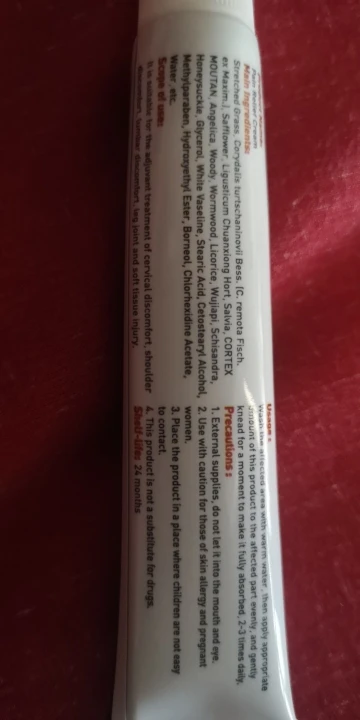 Pain Relief Cream
Main Ingredients:
Stretched Grass, Corydalis turtschaninovii Bess. (C. remota Fisch.
ex Maxim.), Safflower, Ligusticum Chuanxiong Hort, Salvia, CORTEX
MOUTAN, Angelica, Woody, Wormwood, Licorice, Wujiapi, Schisandra,
Honeysuckle, Glycerol, White Vaseline, Stearic Acid, Cetostearyl Alcohol,
Methylparaben, Hydroxyethyl Ester, Borneol, Chlorhexidine Acetate,
Water, etc.
Scope of use:
It is suitable for the adjuvant treatment of cervical discomfort, shoulder
discomfort, lumbar discomfort, leg joint and soft tissue injury.
Usage:
Wash the affected area with warm water, then apply appropriate
amount of this product to the affected part evenly, and gently
knead for a moment to make it fully absorbed, 2-3 times daily.
Precautions:
1. External supplies, do not let it into the mouth and eye.
2. Use with caution for those of skin allergy and pregnant
women.
3. Place the product in a place where children are not easy
to contact.
4. This product is not a substitute for drugs.
Shelf-life: 24 months